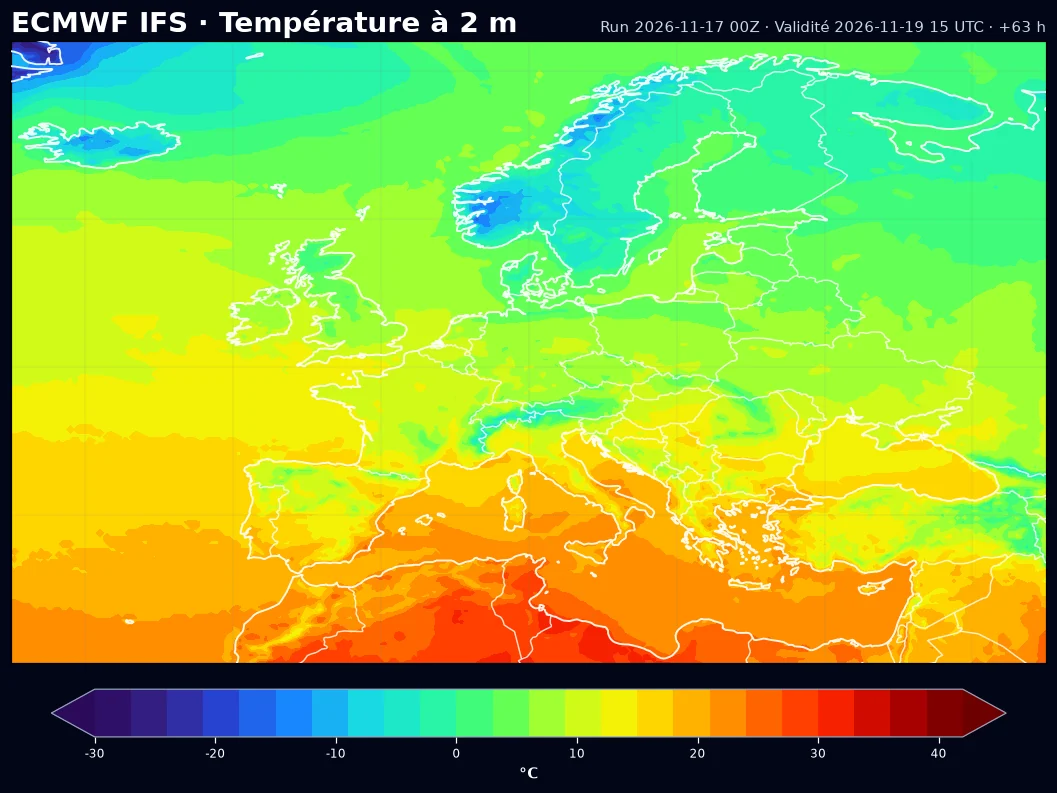 ECMWF IFS · Température à 2 m
Run 2026-11-17 00Z · Validité 2026-11-19 15 UTC · +63 h
-30 -20 -10 0 10 20 30 40
°C